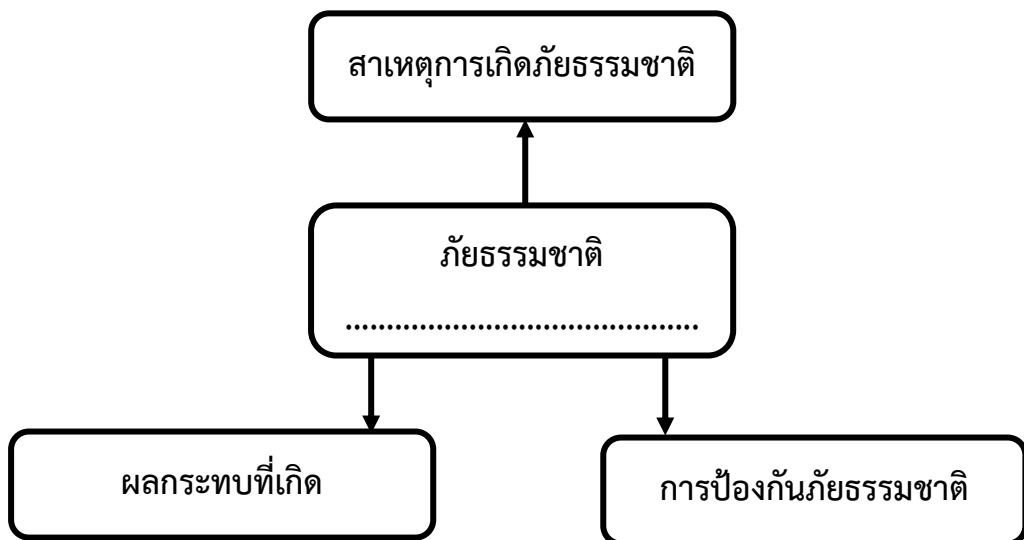 สาเหตุการเกิดภัยธรรมชาติ
ภัยธรรมชาติ
...........................................
ผลกระทบที่เกิด
การป้องกันภัยธรรมชาติ